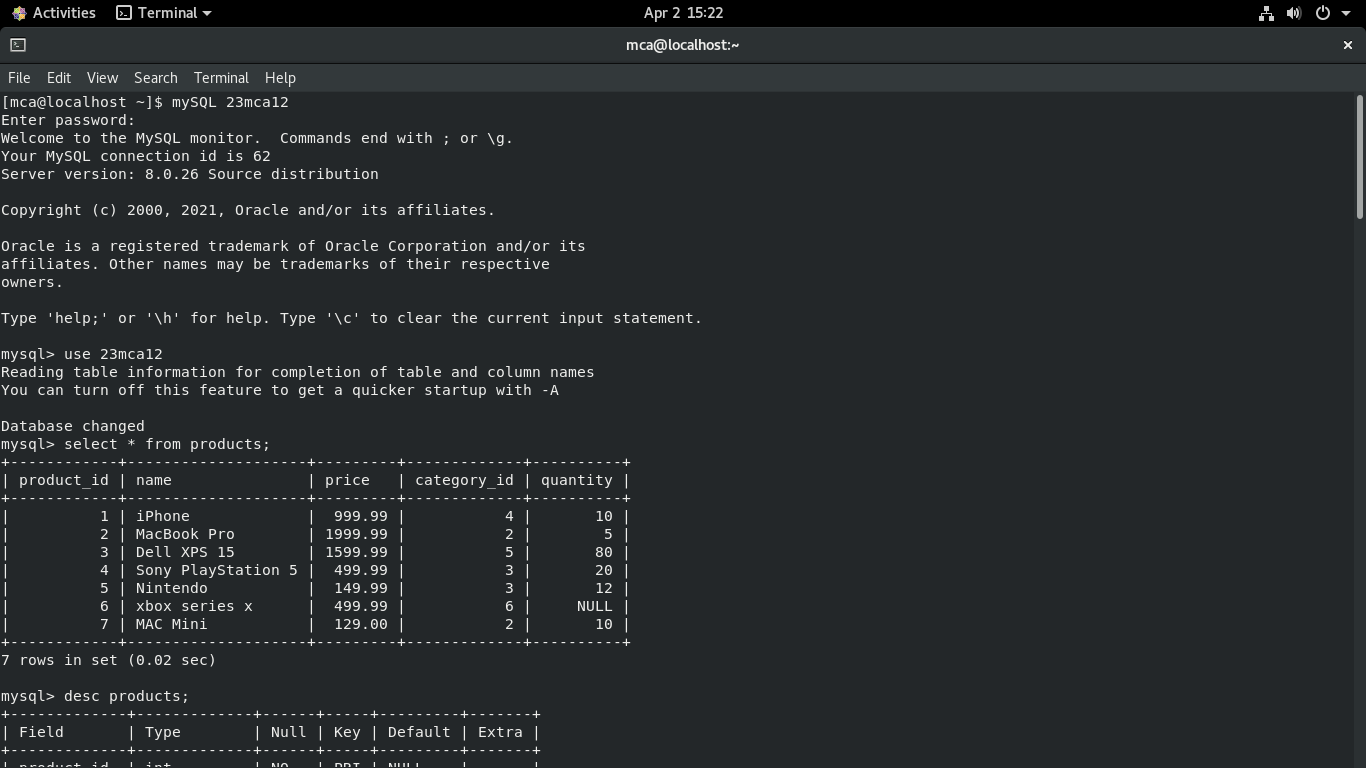 Activities Terminal Apr 2 15:22
mca@localhost:~ ×
File Edit View Search Terminal Help
[mca@localhost ~]$ mySQL 23mca12
Enter password:
Welcome to the MySQL monitor.  Commands end with ; or \g.
Your MySQL connection id is 62
Server version: 8.0.26 Source distribution

Copyright (c) 2000, 2021, Oracle and/or its affiliates.

Oracle is a registered trademark of Oracle Corporation and/or its
affiliates. Other names may be trademarks of their respective
owners.

Type 'help;' or '\h' for help. Type '\c' to clear the current input statement.

mysql> use 23mca12
Reading table information for completion of table and column names
You can turn off this feature to get a quicker startup with -A

Database changed
mysql> select * from products;
+------------+--------------------+---------+-------------+----------+
| product_id | name               | price   | category_id | quantity |
+------------+--------------------+---------+-------------+----------+
|          1 | iPhone             |  999.99 |           4 |       10 |
|          2 | MacBook Pro        | 1999.99 |           2 |        5 |
|          3 | Dell XPS 15        | 1599.99 |           5 |       80 |
|          4 | Sony PlayStation 5 |  499.99 |           3 |       20 |
|          5 | Nintendo           |  149.99 |           3 |       12 |
|          6 | xbox series x      |  499.99 |           6 |     NULL |
|          7 | MAC Mini           |  129.00 |           2 |       10 |
+------------+--------------------+---------+-------------+----------+
7 rows in set (0.02 sec)

mysql> desc products;
+-------------+-------------+------+-----+---------+-------+
| Field       | Type        | Null | Key | Default | Extra |
+-------------+-------------+------+-----+---------+-------+
| product_id  | int         | NO   | PRI | NULL    |       |